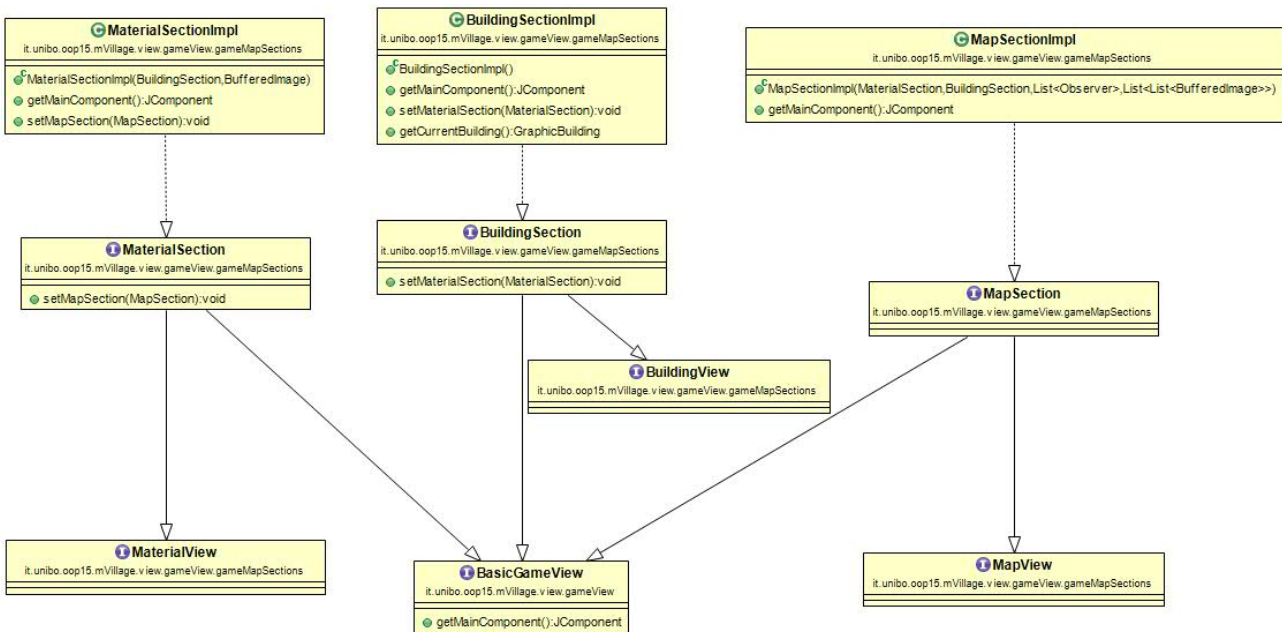 MaterialSectionImpl
it.unibo.oop15.mVillage.view.gameView.gameMapSections
MaterialSectionImpl(BuildingSection,BufferedImage)
getMainComponent():JComponent
setMapSection(MapSection):void
BuildingSectionImpl
it.unibo.oop15.mVillage.view.gameView.gameMapSections
BuildingSectionImpl()
getMainComponent():JComponent
setMaterialSection(MaterialSection):void
getCurrentBuilding():GraphicBuilding
MapSectionImpl
it.unibo.oop15.mVillage.view.gameView.gameMapSections
MapSectionImpl(MaterialSection,BuildingSection,List<Observer>,List<List<BufferedImage>>)
getMainComponent():JComponent
MaterialSection
it.unibo.oop15.mVillage.view.gameView.gameMapSections
setMapSection(MapSection):void
BuildingSection
it.unibo.oop15.mVillage.view.gameView.gameMapSections
setMaterialSection(MaterialSection):void
MapSection
it.unibo.oop15.mVillage.view.gameView.gameMapSections
BuildingView
it.unibo.oop15.mVillage.view.gameView.gameMapSections
MaterialView
it.unibo.oop15.mVillage.view.gameView.gameMapSections
BasicGameView
it.unibo.oop15.mVillage.view.gameView
getMainComponent():JComponent
MapView
it.unibo.oop15.mVillage.view.gameView.gameMapSections